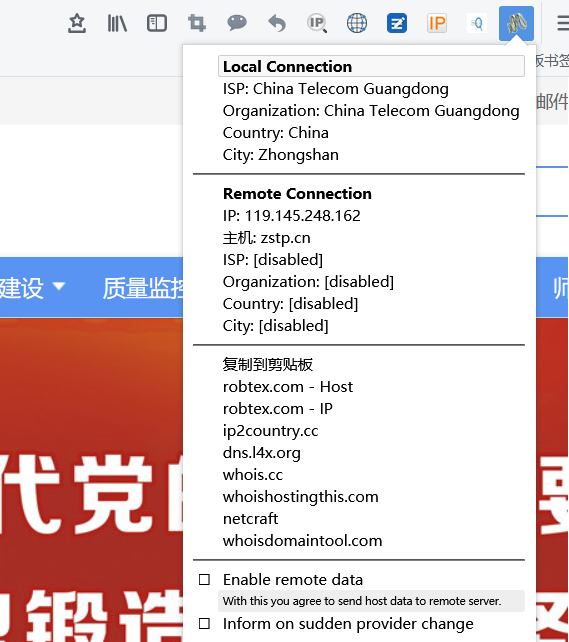 IP
IP
Q
版书签
邮件
Local Connection
ISP: China Telecom Guangdong
Organization: China Telecom Guangdong
Country: China
City: Zhongshan
Remote Connection
IP: 119.145.248.162
主机: zstp.cn
ISP: [disabled]
Organization: [disabled]
Country: [disabled]
City: [disabled]
建设
质量监控
师
复制到剪贴板
robtex.com - Host
robtex.com - IP
ip2country.cc
dns.l4x.org
whois.cc
whoishostingthis.com
netcraft
whoisdomaintool.com
代党的
要
锻造
Enable remote data
With this you agree to send host data to remote server.
Inform on sudden provider change